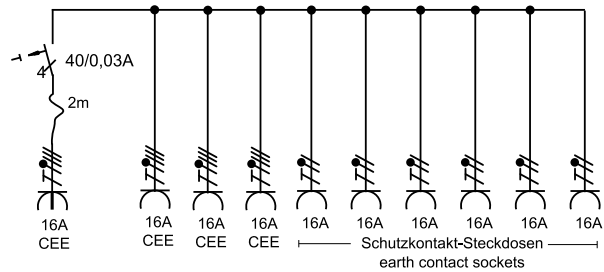 40/0,03A
4
2m
16A 16A 16A 16A 16A 16A 16A 16A 16A 16A
CEE CEE CEE CEE
Schutzkontakt-Steckdosen
earth contact sockets